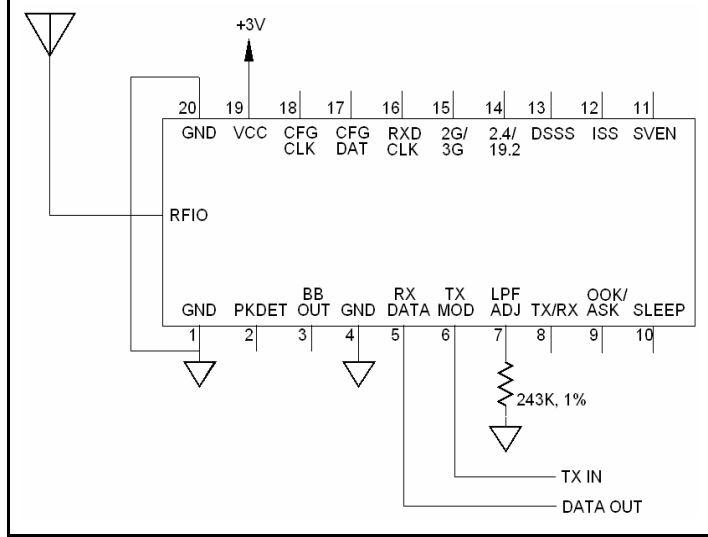 +3V
20 19 18 17 16 15 14 13 12 11
GND VCC CFG CLK CFG DAT RXD CLK 2G/ 3G 2.4/ 19.2 DSSS ISS SVEN
RFIO
GND PKDET BB OUT GND RX DATA TX MOD LPF ADJ TX/RX OOK/ ASK SLEEP
1 2 3 4 5 6 7 8 9 10
243K, 1%
TX IN
DATA OUT